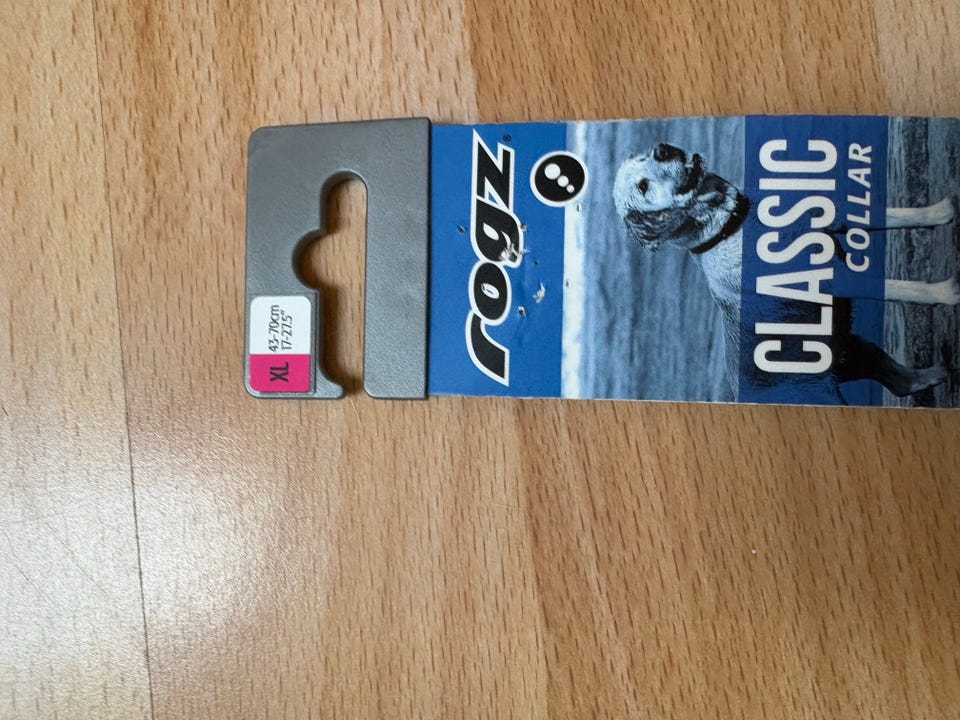 XL 43-70cm
17-27.5"
rogz®
CLASSIC
COLLAR